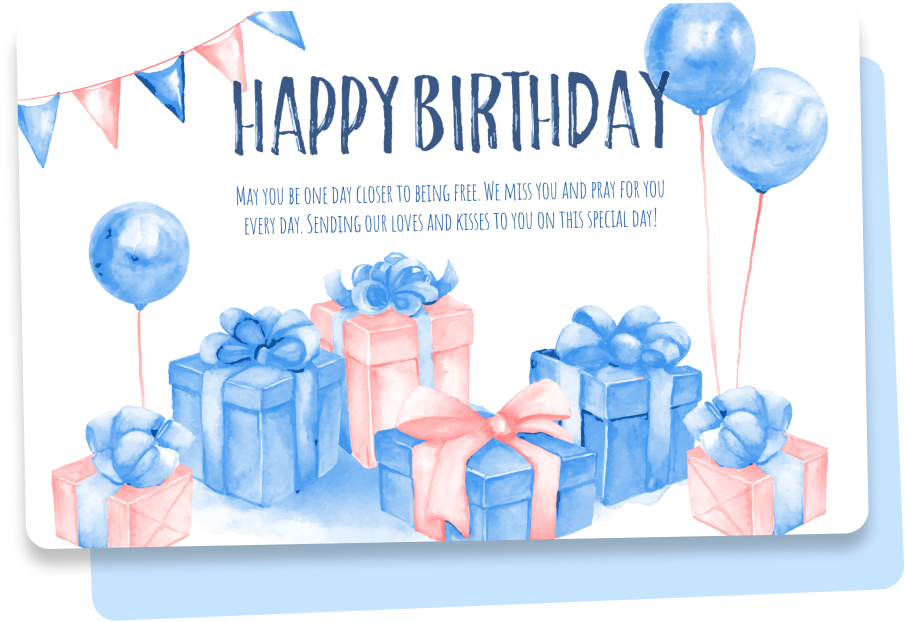 HAPPY BIRTHDAY
MAY YOU BE ONE DAY CLOSER TO BEING FREE. WE MISS YOU AND PRAY FOR YOU
EVERY DAY. SENDING OUR LOVES AND KISSES TO YOU ON THIS SPECIAL DAY!